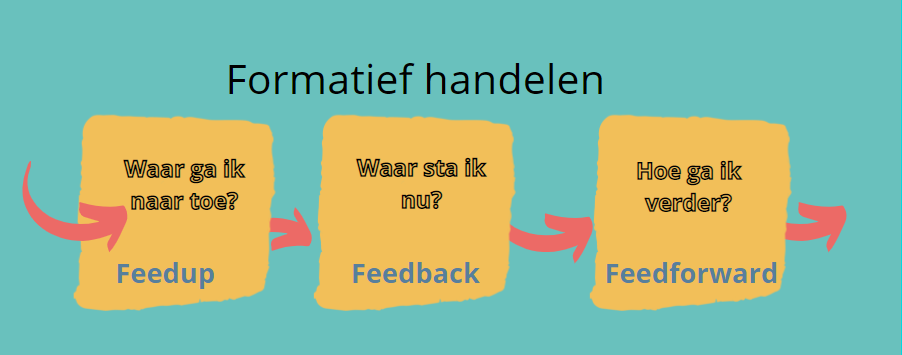 Formatief handelen
Waar ga ik
naar toe?
Feedup
Waar sta ik
nu?
Feedback
Hoe ga ik
verder?
Feedforward